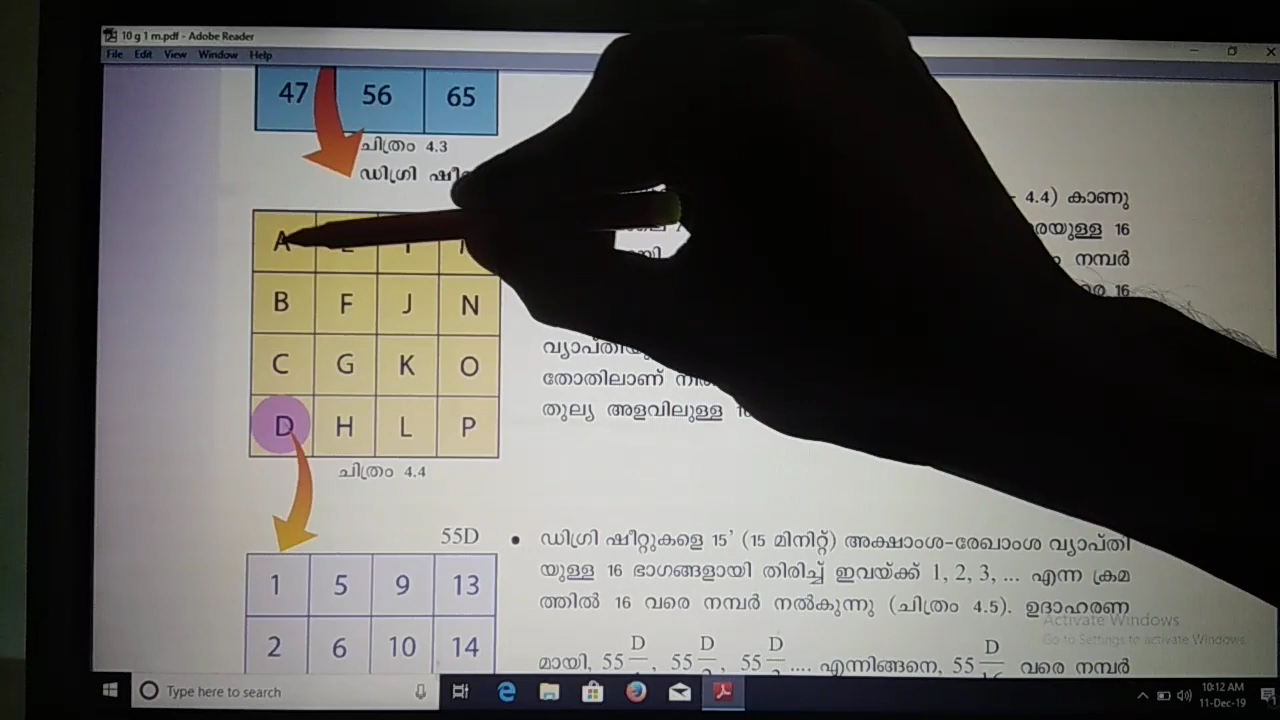 10 g 1 m.pdf - Adobe Reader
File Edit View Window Help
47 56 65
ചിത്രം 4.3
ഡിഗ്രി
4.4) കാണു
16
നമ്പർ
16
A
B F J N
C G K O
തോതിലാണ്
D H L P
തുല്യ അളവിലുള്ള
ചിത്രം 4.4
55D
• ഡിഗ്രി ഷീറ്റുകളെ 15’ (15 മിനിറ്റ്) അക്ഷാംശ-രേഖാംശ വ്യാപ്തി
യുള്ള 16 ഭാഗങ്ങളായി തിരിച്ച് ഇവയ്ക്ക് 1, 2, 3, ... എന്ന ക്രമ
ത്തിൽ 16 വരെ നമ്പർ നൽകുന്നു (ചിത്രം 4.5). ഉദാഹരണ
1 5 9 13
2 6 10 14
മായി, 55 D, 55 D, 55 D .... എന്നിങ്ങനെ, 55 D വരെ നമ്പർ
Activate Windows
Go to Settings to activate Windows.
Type here to search
10:12 AM
11-Dec-19